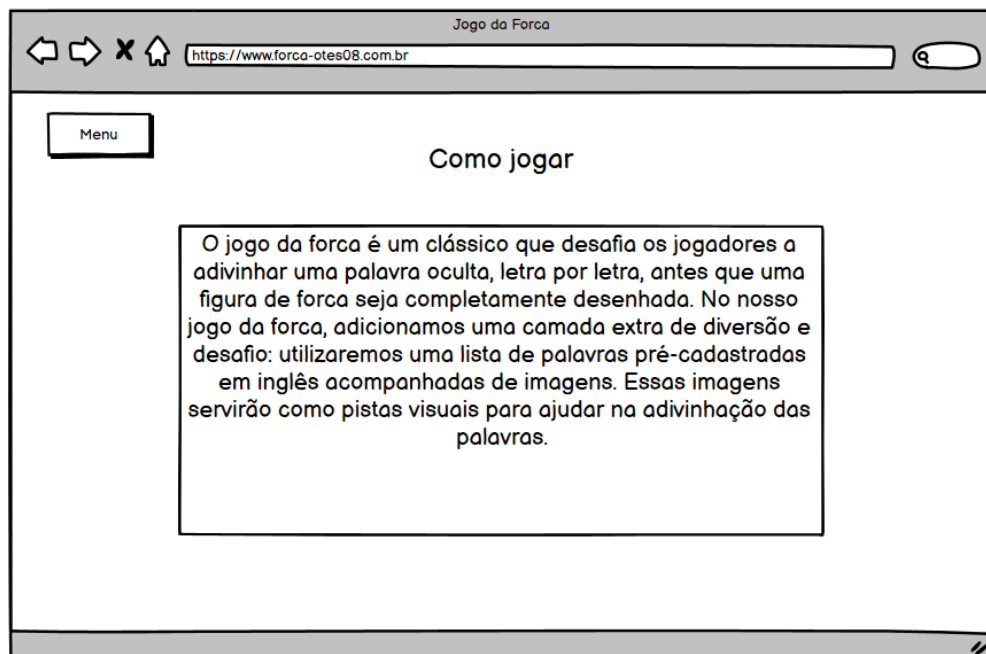 Jogo da Forca
https://www.forca-otes08.com.br
Menu
Como jogar
O jogo da forca é um clássico que desafia os jogadores a
adivinhar uma palavra oculta, letra por letra, antes que uma
figura de forca seja completamente desenhada. No nosso
jogo da forca, adicionamos uma camada extra de diversão e
desafio: utilizaremos uma lista de palavras pré-cadastradas
em inglês acompanhadas de imagens. Essas imagens
servirão como pistas visuais para ajudar na adivinhação das
palavras.